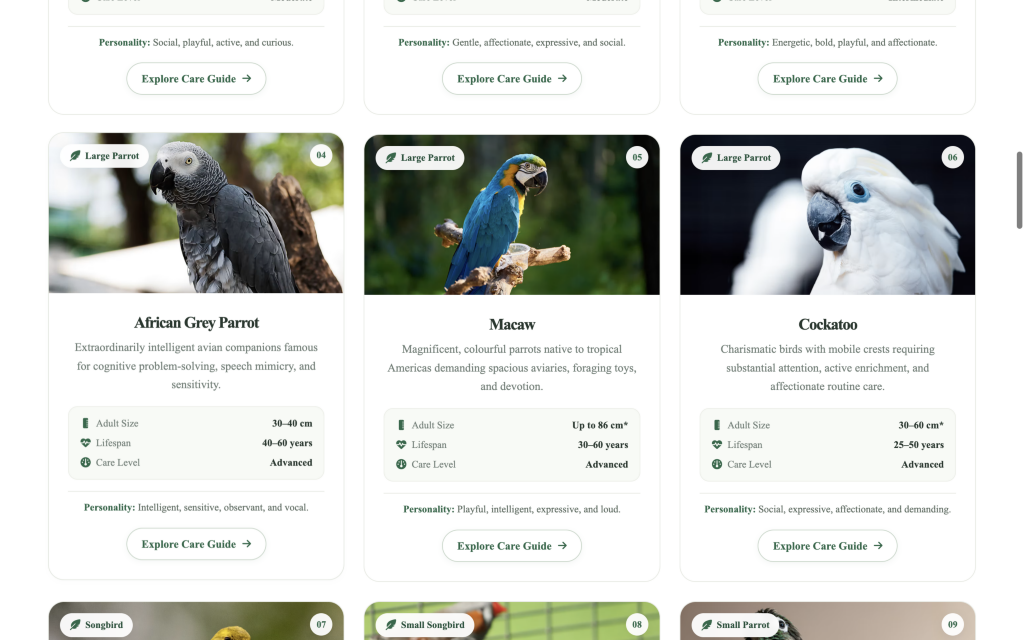 Personality: Social, playful, active, and curious.
Personality: Gentle, affectionate, expressive, and social.
Personality: Energetic, bold, playful, and affectionate.
Explore Care Guide →
Explore Care Guide →
Explore Care Guide →
Large Parrot
04
African Grey Parrot
Extraordinarily intelligent avian companions famous
for cognitive problem-solving, speech mimicry, and
sensitivity.
Adult Size 30–40 cm
Lifespan 40–60 years
Care Level Advanced
Personality: Intelligent, sensitive, observant, and vocal.
Explore Care Guide →
Large Parrot
05
Macaw
Magnificent, colourful parrots native to tropical
Americas demanding spacious aviaries, foraging toys,
and devotion.
Adult Size Up to 86 cm*
Lifespan 30–60 years
Care Level Advanced
Personality: Playful, intelligent, expressive, and loud.
Explore Care Guide →
Large Parrot
06
Cockatoo
Charismatic birds with mobile crests requiring
substantial attention, active enrichment, and
affectionate routine care.
Adult Size 30–60 cm*
Lifespan 25–50 years
Care Level Advanced
Personality: Social, expressive, affectionate, and demanding.
Explore Care Guide →
Songbird
07
Small Songbird
08
Small Parrot
09